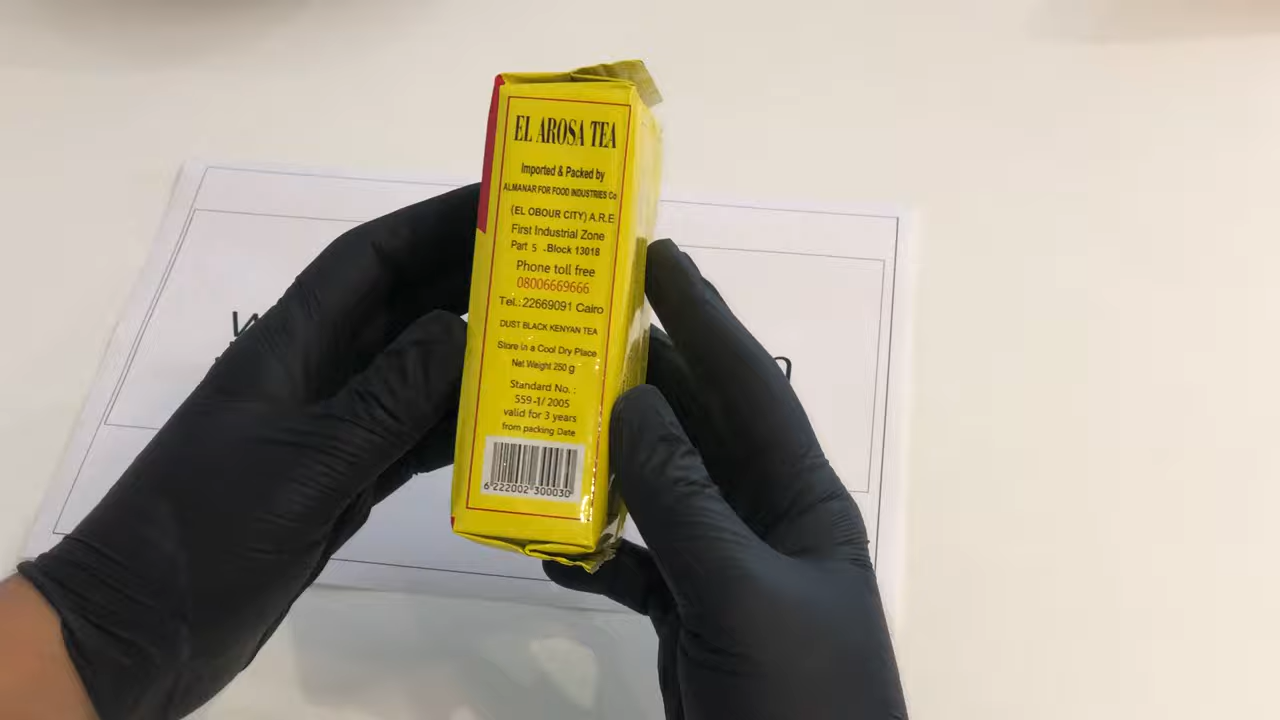 EL AROSA TEA
Imported & Packed by
ALMANAR FOR FOOD INDUSTRIES Co
(EL OBOUR CITY) A.R.E
First Industrial Zone
Part 5 -Block 13018
Phone toll free
08006669666
Tel.:22669091 Cairo
DUST BLACK KENYAN TEA
Store in a Cool Dry Place
Net Weight 250 g
Standard No. :
559-1/ 2005
valid for 3 years
from packing Date
6 222002 300030